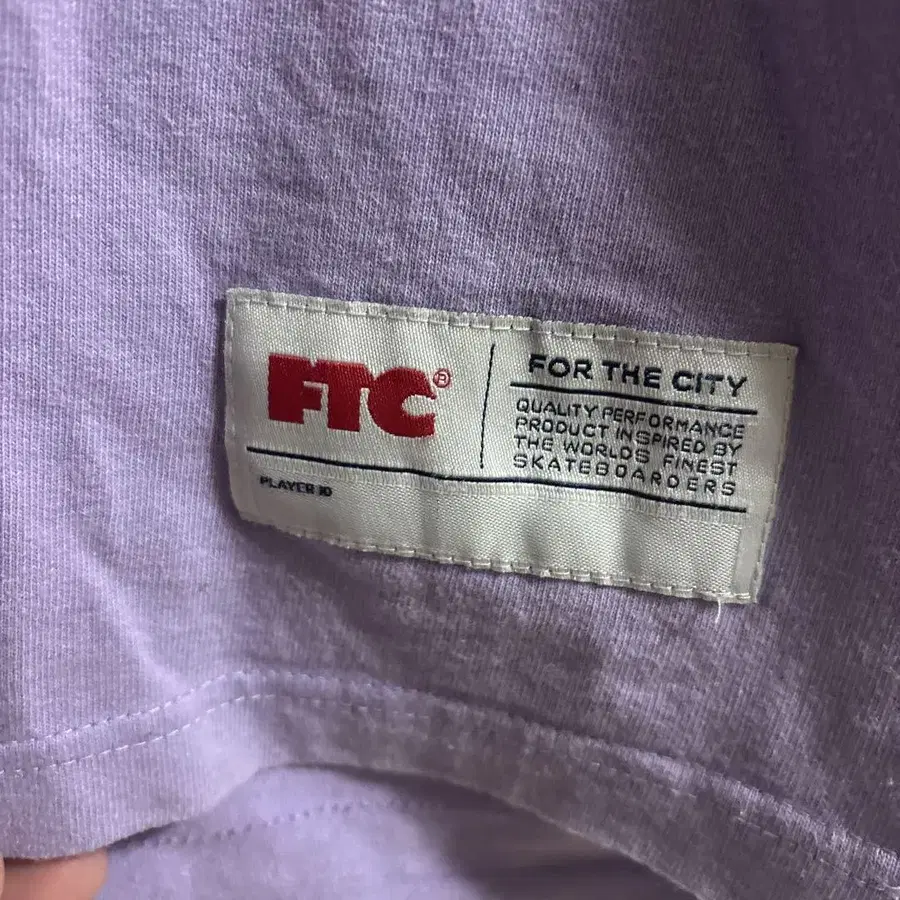 FTC®
FOR THE CITY
QUALITY PERFORMANCE
PRODUCT INSPIRED BY
THE WORLDS FINEST
SKATEBOARDERS
PLAYER ID